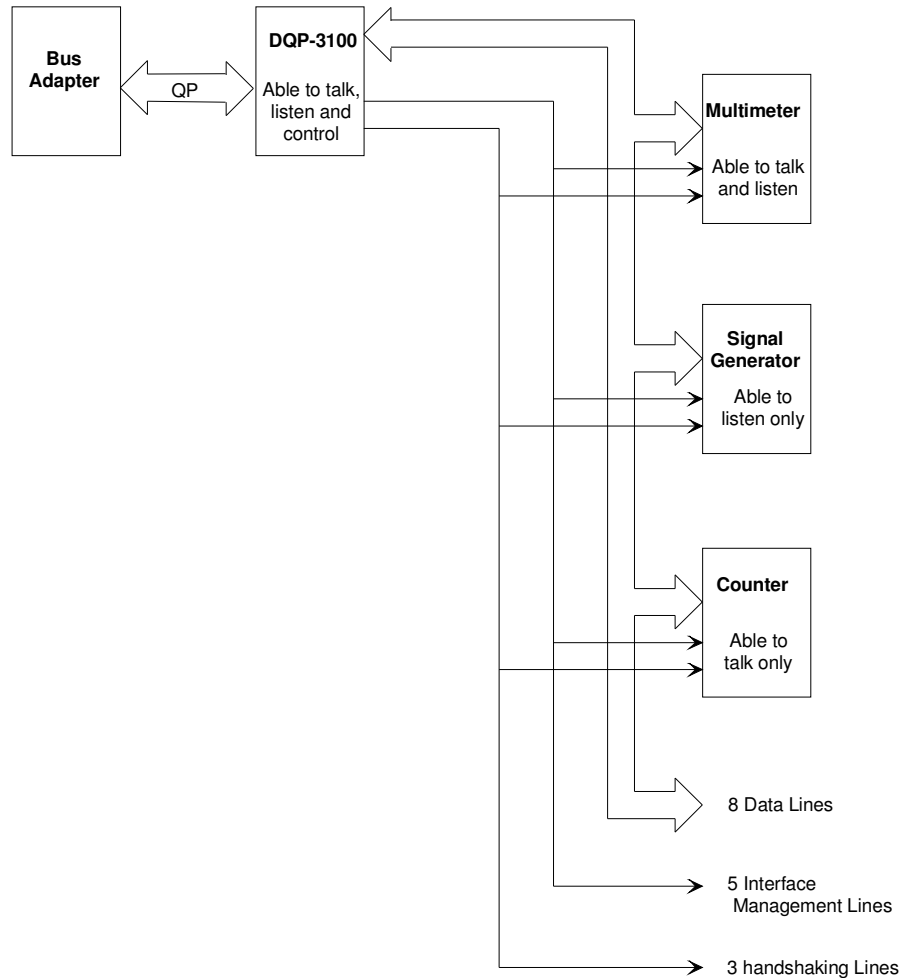 Bus
Adapter
QP
DQP-3100
Able to talk,
listen and
control
Multimeter
Able to talk
and listen
Signal
Generator
Able to
listen only
Counter
Able to
talk only
8 Data Lines
5 Interface
Management Lines
3 handshaking Lines